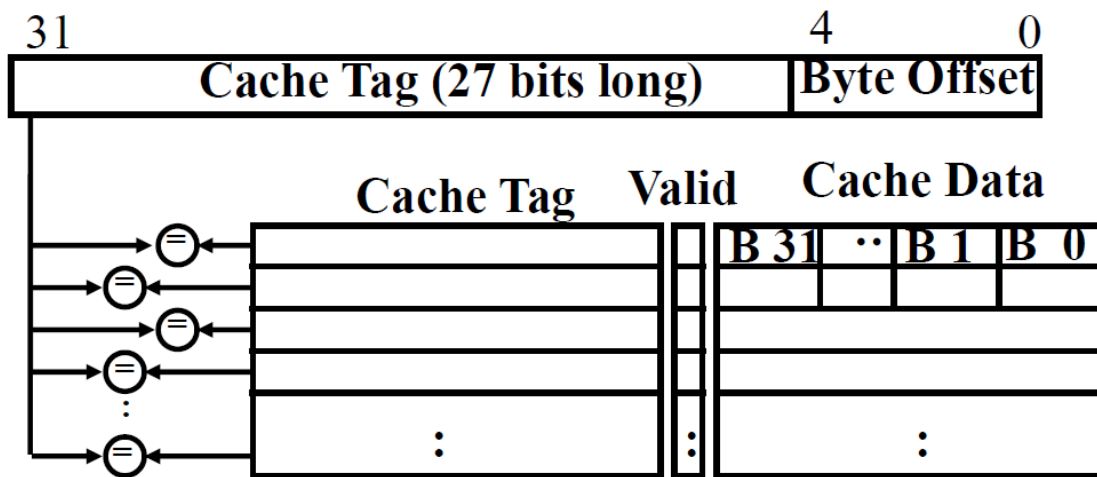 31 4 0
Cache Tag (27 bits long) Byte Offset
Cache Tag Valid Cache Data
= B 31 ·· B 1 B 0
=
=
=
:
= : : :